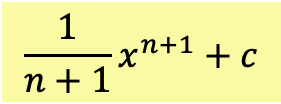 1/(n + 1) x^(n+1) + c